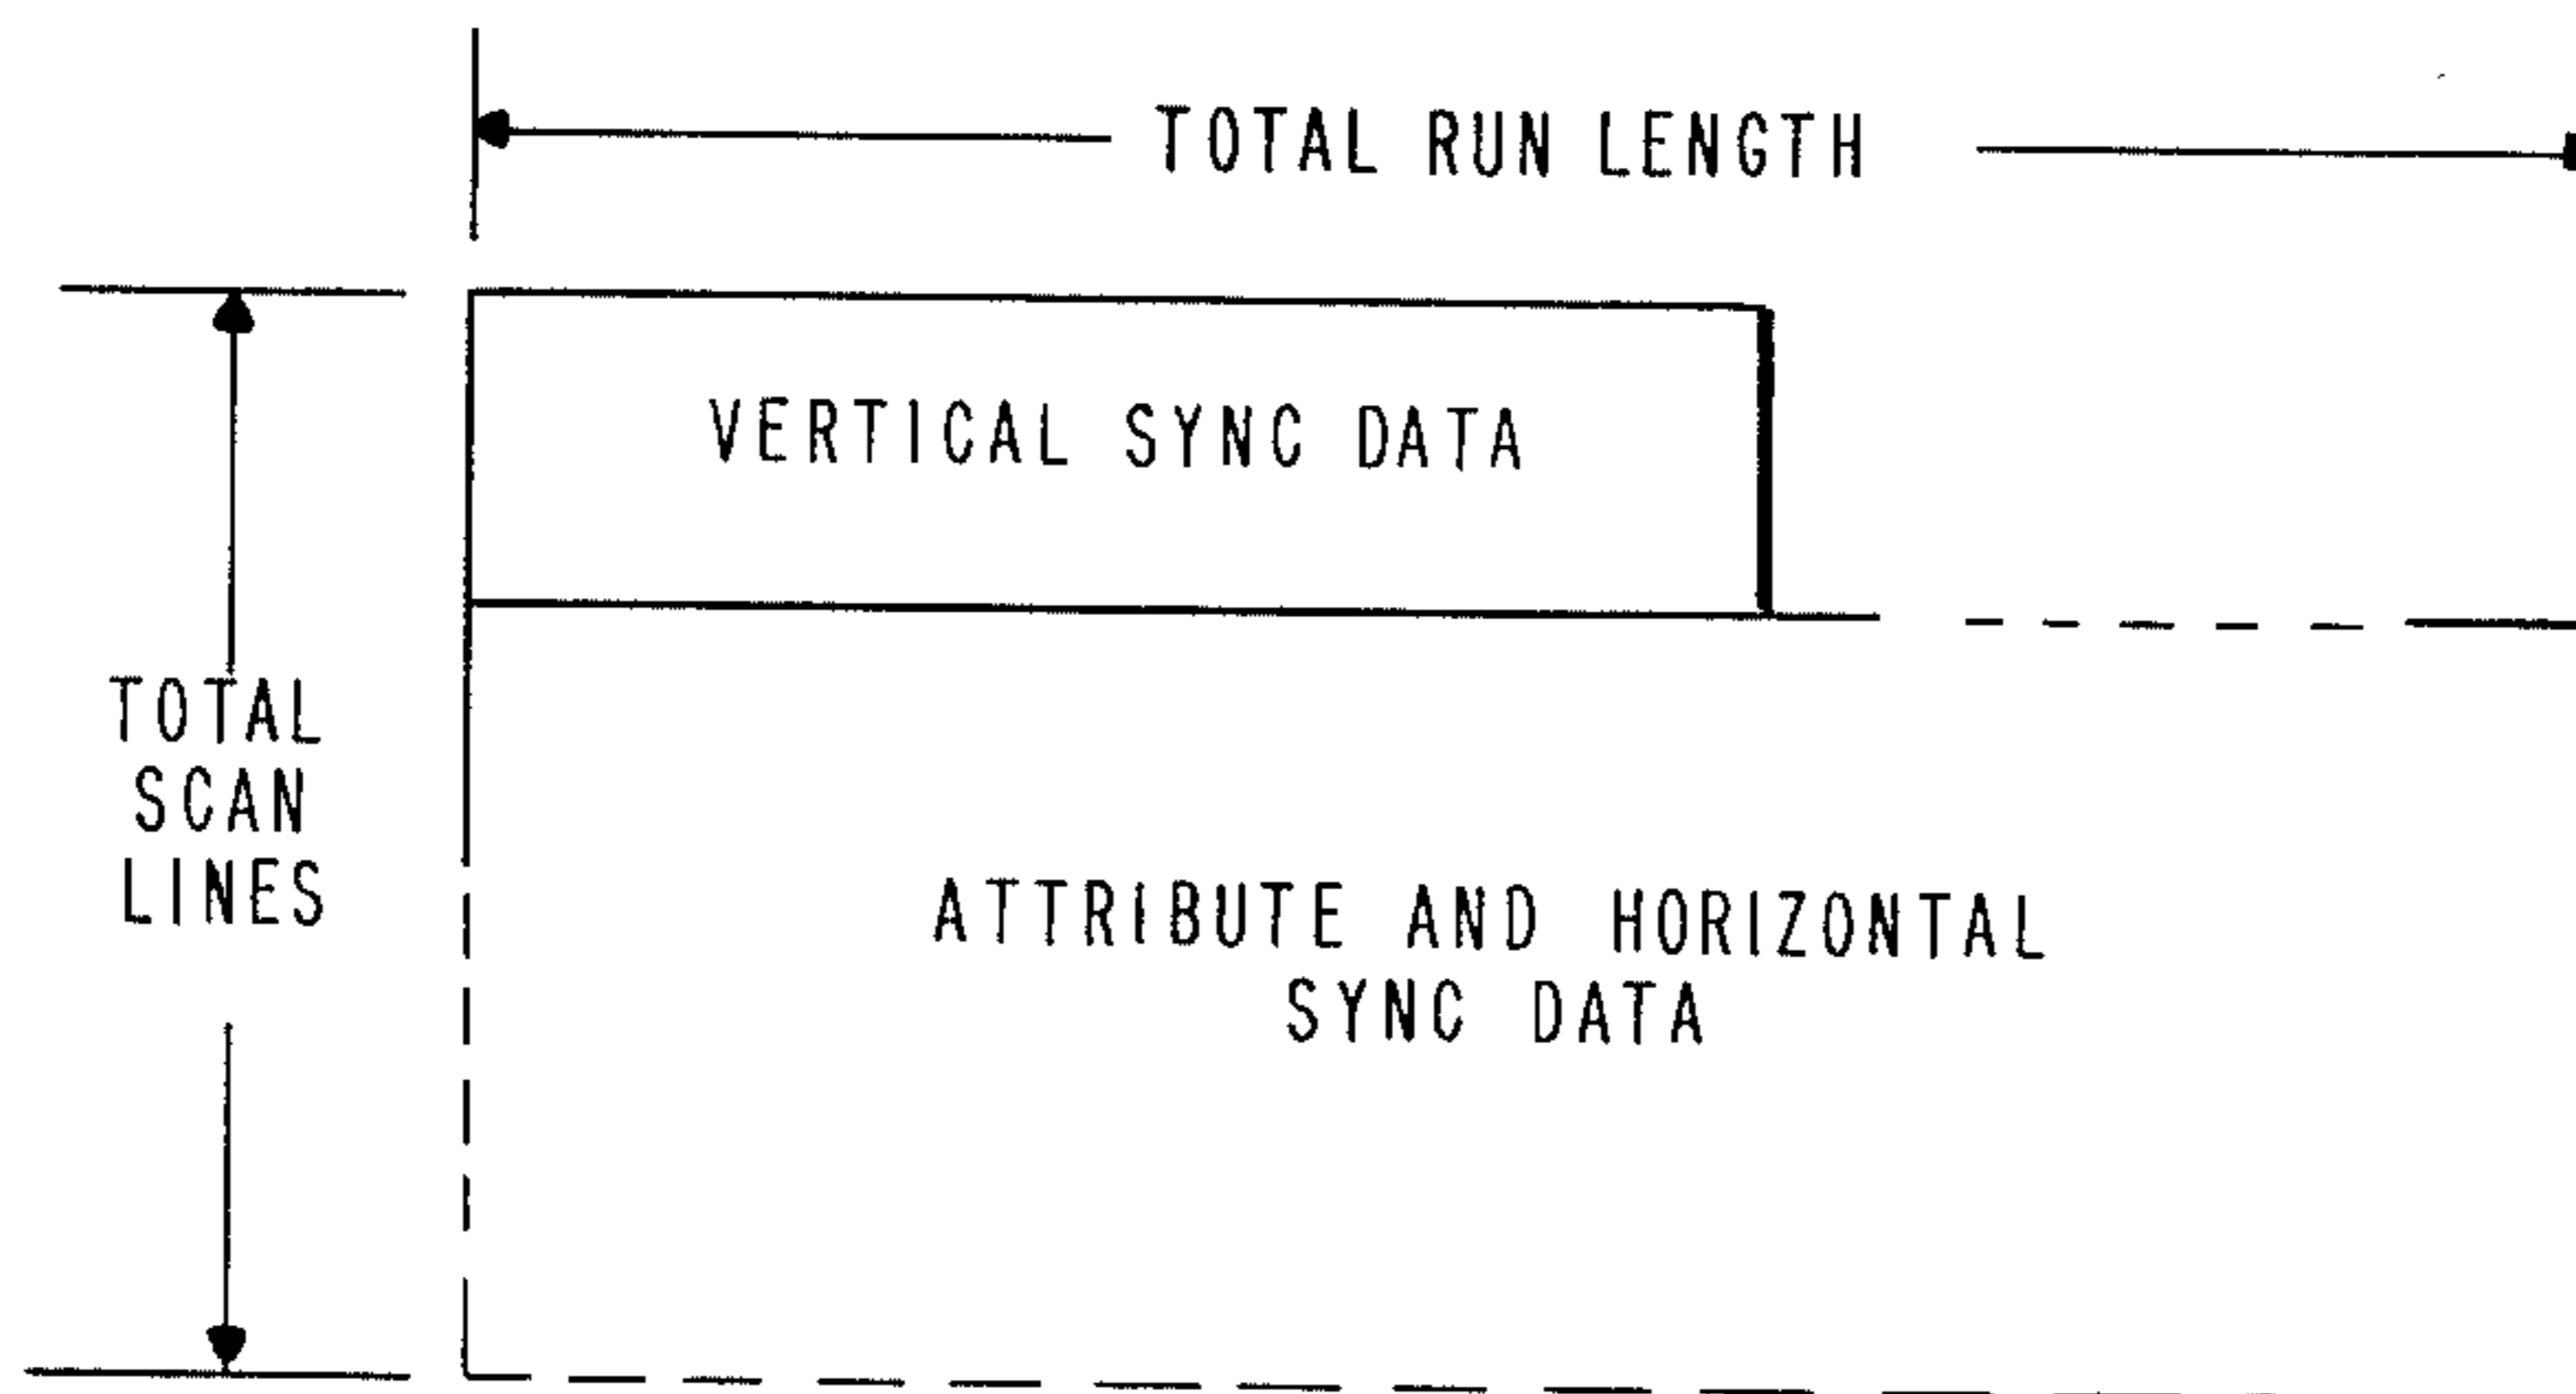 TOTAL RUN LENGTH
VERTICAL SYNC DATA
TOTAL
SCAN
LINES
ATTRIBUTE AND HORIZONTAL
SYNC DATA